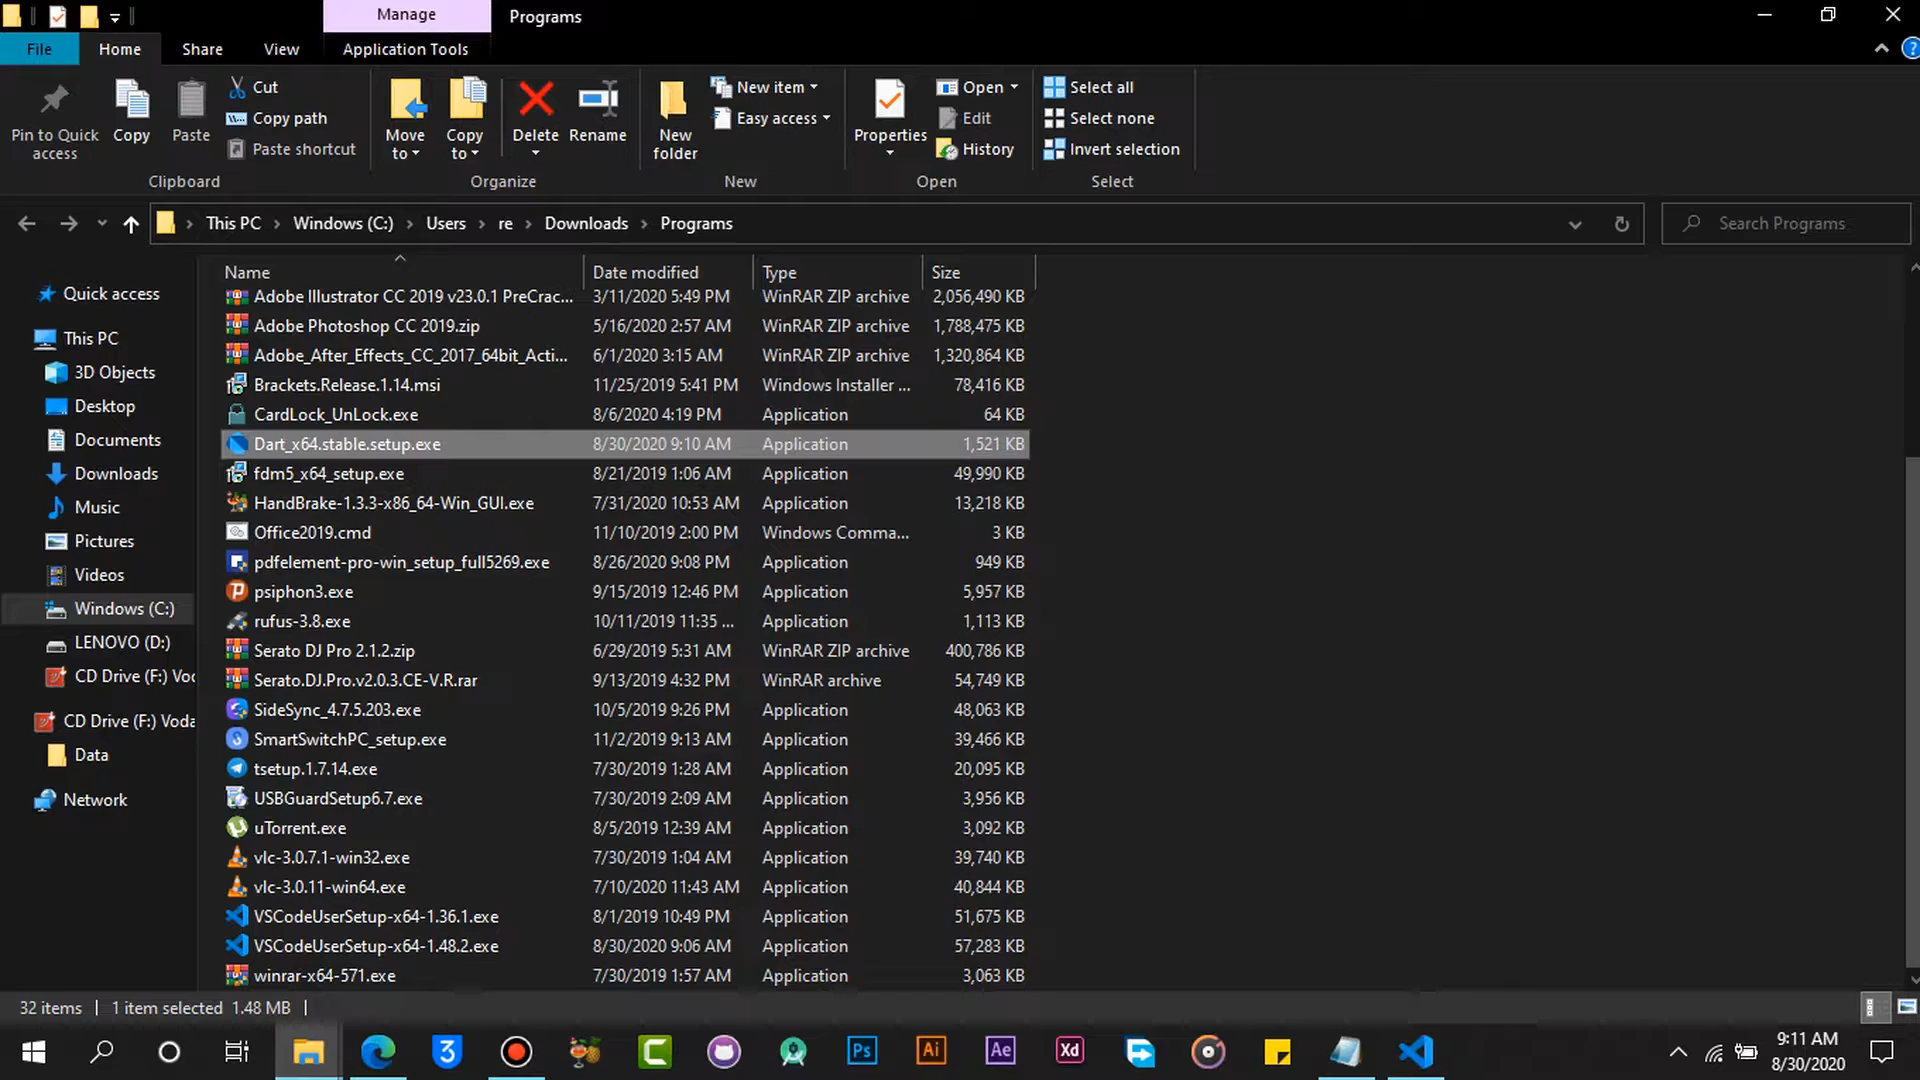 Manage
Programs
File
Home
Share
View
Application Tools
Pin to Quick access
Copy
Paste
Cut
Copy path
Paste shortcut
Clipboard
Move to
Copy to
Delete
Rename
Organize
New folder
New item
Easy access
New
Properties
Open
Edit
History
Open
Select all
Select none
Invert selection
Select
This PC > Windows (C:) > Users > re > Downloads > Programs
Search Programs
Quick access
This PC
3D Objects
Desktop
Documents
Downloads
Music
Pictures
Videos
Windows (C:)
LENOVO (D:)
CD Drive (F:) Voc
CD Drive (F:) Voda
Data
Network
Name Date modified Type Size
Adobe Illustrator CC 2019 v23.0.1 PreCrac... 3/11/2020 5:49 PM WinRAR ZIP archive 2,056,490 KB
Adobe Photoshop CC 2019.zip 5/16/2020 2:57 AM WinRAR ZIP archive 1,788,475 KB
Adobe_After_Effects_CC_2017_64bit_Acti... 6/1/2020 3:15 AM WinRAR ZIP archive 1,320,864 KB
Brackets.Release.1.14.msi 11/25/2019 5:41 PM Windows Installer ... 78,416 KB
CardLock_UnLock.exe 8/6/2020 4:19 PM Application 64 KB
Dart_x64.stable.setup.exe 8/30/2020 9:10 AM Application 1,521 KB
fdm5_x64_setup.exe 8/21/2019 1:06 AM Application 49,990 KB
HandBrake-1.3.3-x86_64-Win_GUI.exe 7/31/2020 10:53 AM Application 13,218 KB
Office2019.cmd 11/10/2019 2:00 PM Windows Comma... 3 KB
pdfelement-pro-win_setup_full5269.exe 8/26/2020 9:08 PM Application 949 KB
psiphon3.exe 9/15/2019 12:46 PM Application 5,957 KB
rufus-3.8.exe 10/11/2019 11:35 ... Application 1,113 KB
Serato DJ Pro 2.1.2.zip 6/29/2019 5:31 AM WinRAR ZIP archive 400,786 KB
Serato.DJ.Pro.v2.0.3.CE-V.R.rar 9/13/2019 4:32 PM WinRAR archive 54,749 KB
SideSync_4.7.5.203.exe 10/5/2019 9:26 PM Application 48,063 KB
SmartSwitchPC_setup.exe 11/2/2019 9:13 AM Application 39,466 KB
tsetup.1.7.14.exe 7/30/2019 1:28 AM Application 20,095 KB
USBGuardSetup6.7.exe 7/30/2019 2:09 AM Application 3,956 KB
uTorrent.exe 8/5/2019 12:39 AM Application 3,092 KB
vlc-3.0.7.1-win32.exe 7/30/2019 1:04 AM Application 39,740 KB
vlc-3.0.11-win64.exe 7/10/2020 11:43 AM Application 40,844 KB
VSCodeUserSetup-x64-1.36.1.exe 8/1/2019 10:49 PM Application 51,675 KB
VSCodeUserSetup-x64-1.48.2.exe 8/30/2020 9:06 AM Application 57,283 KB
winrar-x64-571.exe 7/30/2019 1:57 AM Application 3,063 KB
32 items 1 item selected 1.48 MB
3
Ps
Ai
Ae
Xd
9:11 AM
8/30/2020